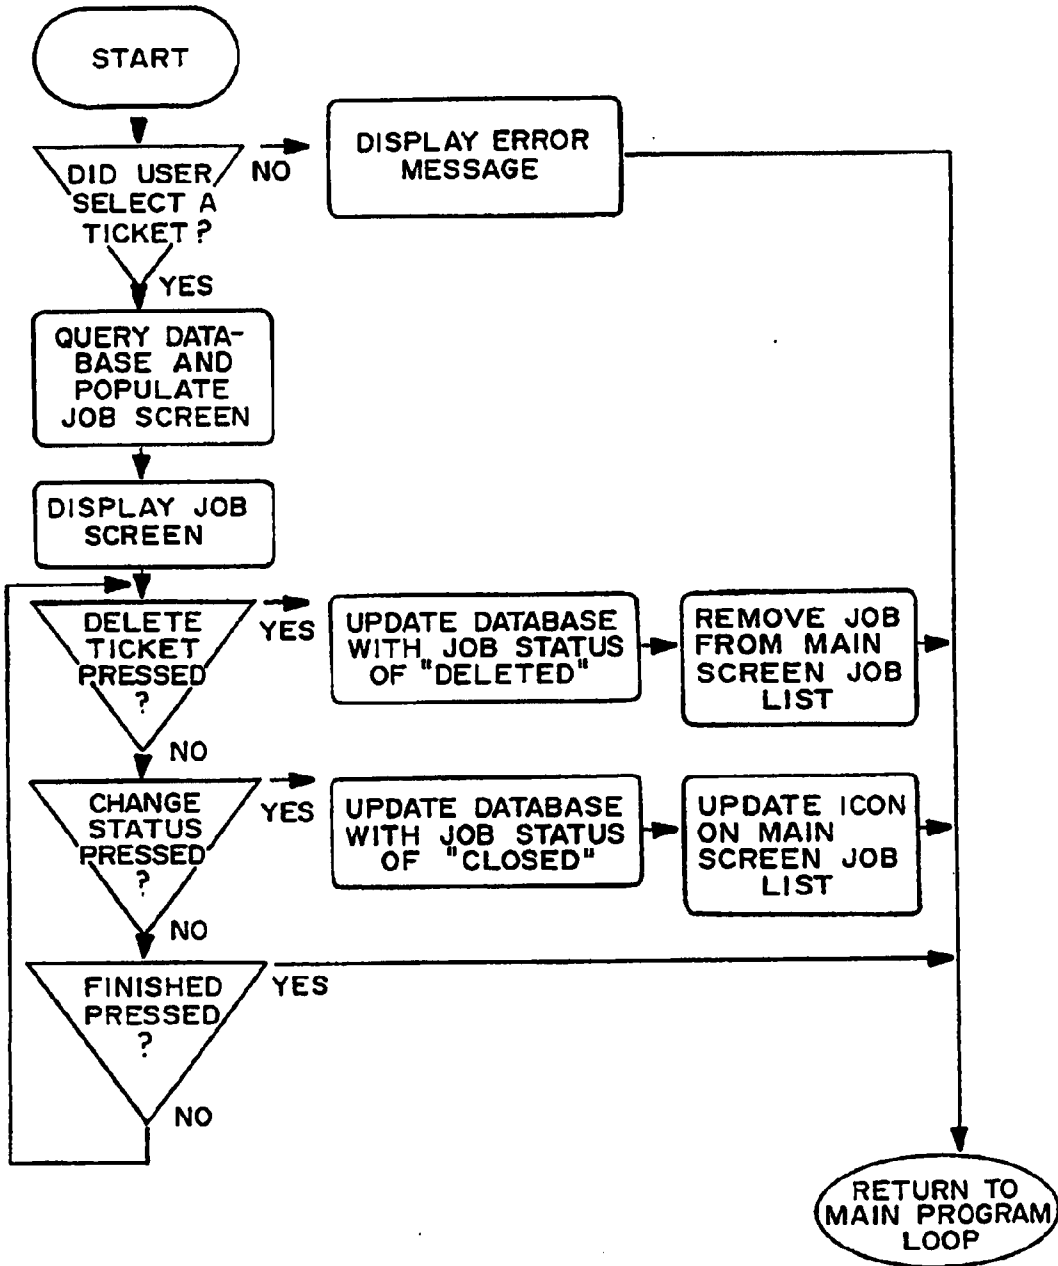 START
DID USER
SELECT A
TICKET?
NO
DISPLAY ERROR
MESSAGE
YES
QUERY DATA-
BASE AND
POPULATE
JOB SCREEN
DISPLAY JOB
SCREEN
DELETE
TICKET
PRESSED
?
YES
UPDATE DATABASE
WITH JOB STATUS
OF "DELETED"
REMOVE JOB
FROM MAIN
SCREEN JOB
LIST
NO
CHANGE
STATUS
PRESSED
?
YES
UPDATE DATABASE
WITH JOB STATUS
OF "CLOSED"
UPDATE ICON
ON MAIN
SCREEN JOB
LIST
NO
FINISHED
PRESSED
?
YES
NO
RETURN TO
MAIN PROGRAM
LOOP